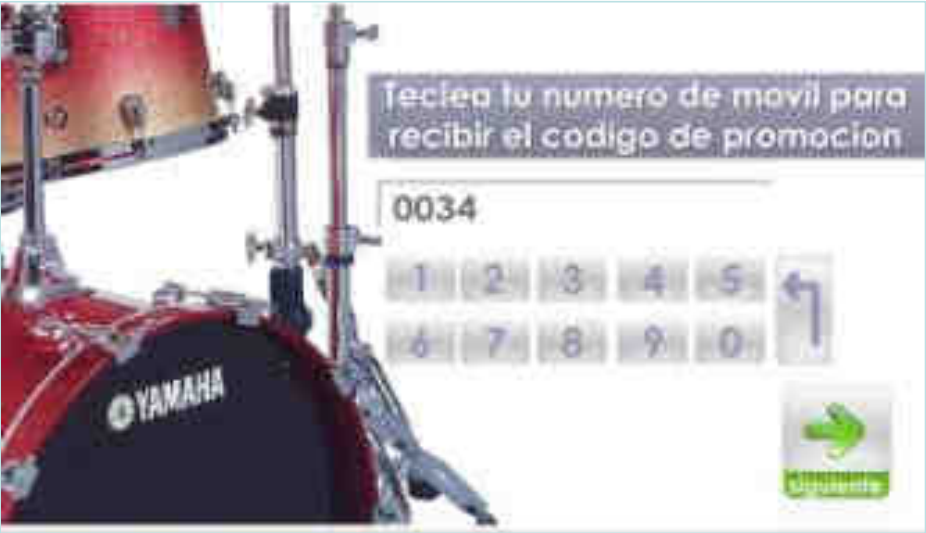 Teclea tu numero de movil para
recibir el codigo de promocion
0034
1 2 3 4 5
6 7 8 9 0
YAMAHA
Siguiente